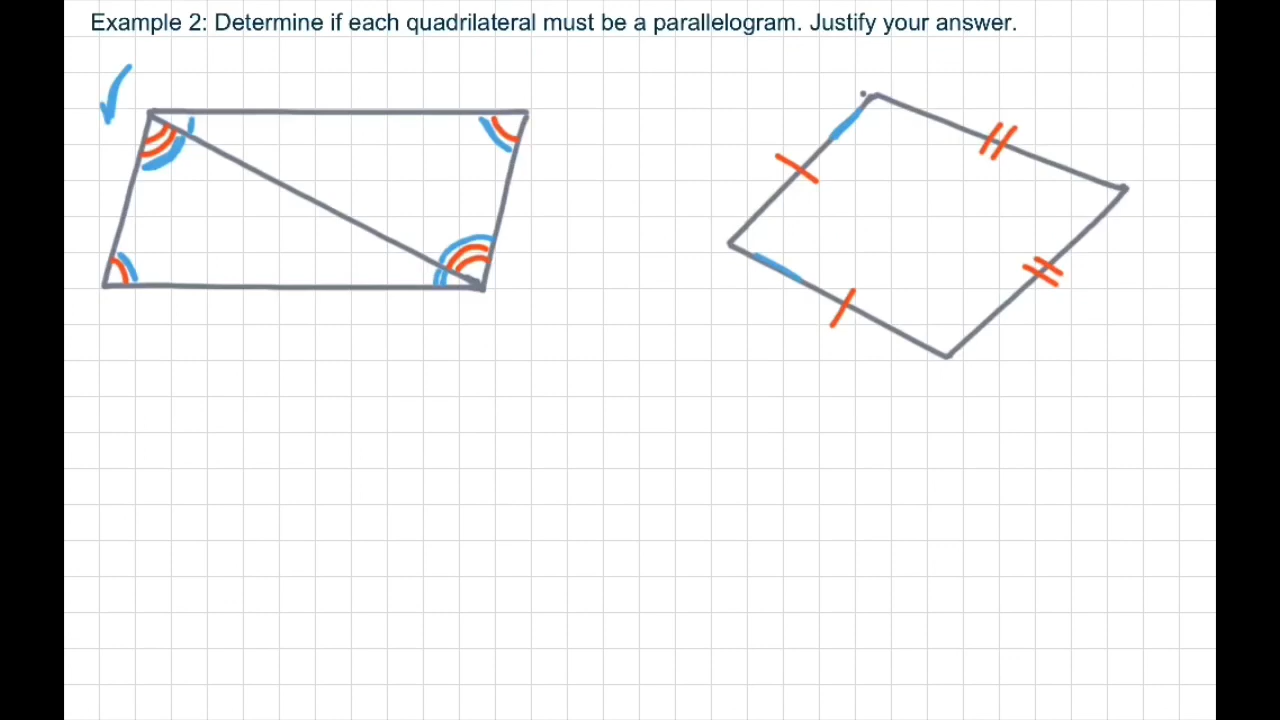 Example 2: Determine if each quadrilateral must be a parallelogram. Justify your answer.